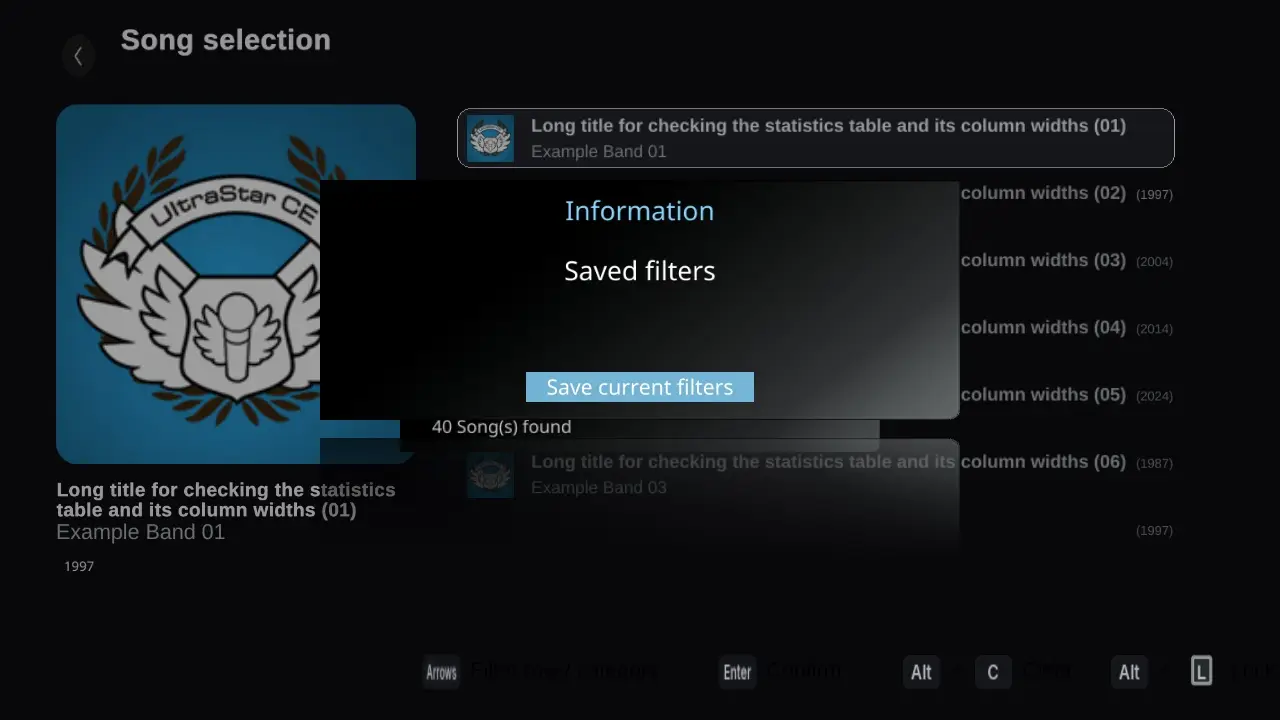 Song selection
UltraStar CE
Long title for checking the statistics table and its column widths (01)
Example Band 01
column widths (02) (1997)
column widths (03) (2004)
column widths (04) (2014)
column widths (05) (2024)
Information
Saved filters
Save current filters
40 Song(s) found
Long title for checking the statistics table and its column widths (06) (1987)
Example Band 03
(1997)
Long title for checking the statistics
table and its column widths (01)
Example Band 01
1997
Arrows Enter Confirm Alt C Alt L